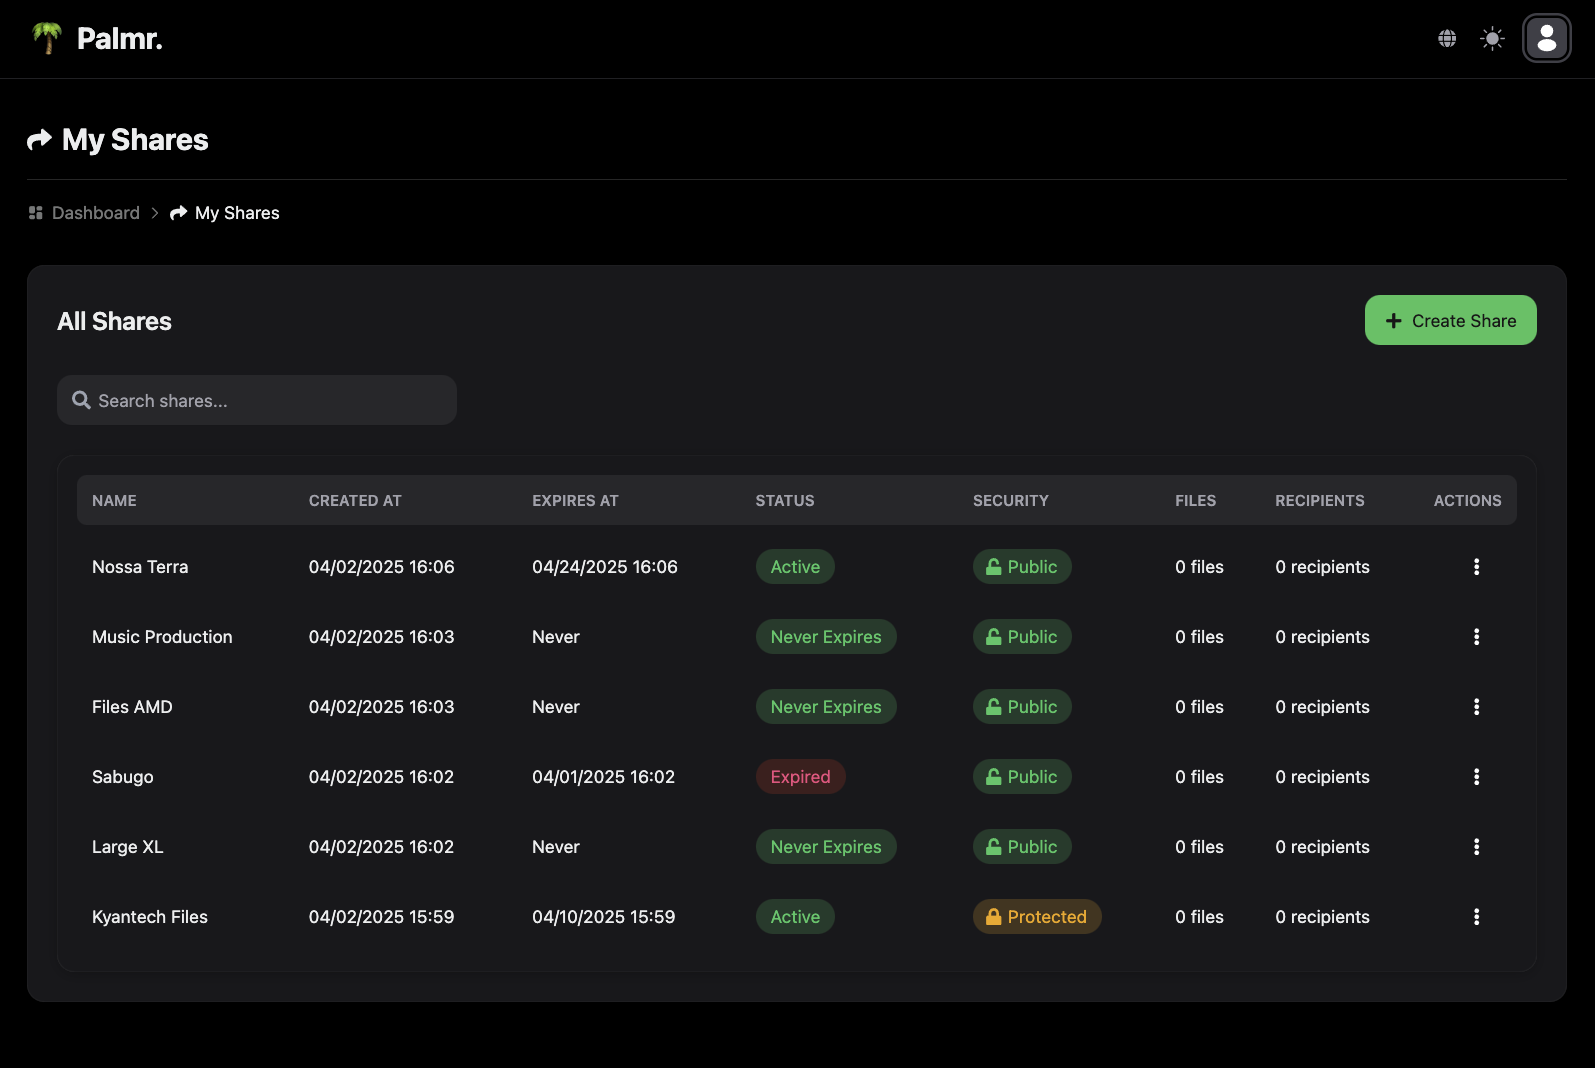 Palmr.
My Shares
Dashboard > My Shares
All Shares
+ Create Share
Search shares...
NAME CREATED AT EXPIRES AT STATUS SECURITY FILES RECIPIENTS ACTIONS
Nossa Terra 04/02/2025 16:06 04/24/2025 16:06 Active Public 0 files 0 recipients
Music Production 04/02/2025 16:03 Never Never Expires Public 0 files 0 recipients
Files AMD 04/02/2025 16:03 Never Never Expires Public 0 files 0 recipients
Sabugo 04/02/2025 16:02 04/01/2025 16:02 Expired Public 0 files 0 recipients
Large XL 04/02/2025 16:02 Never Never Expires Public 0 files 0 recipients
Kyantech Files 04/02/2025 15:59 04/10/2025 15:59 Active Protected 0 files 0 recipients